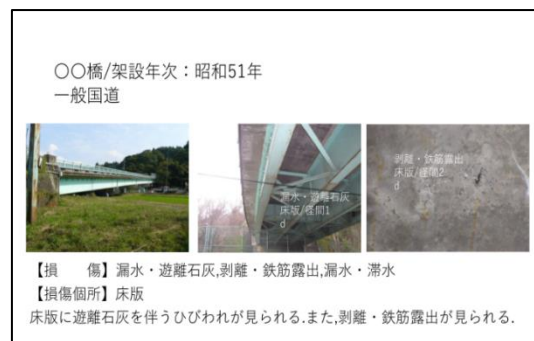 〇〇橋/架設年次：昭和51年
一般国道
漏水・遊離石灰
床版/径間1
d
剥離・鉄筋露出
床版/径間2
d
【損　　傷】漏水・遊離石灰,剥離・鉄筋露出,漏水・滞水
【損傷個所】床版
床版に遊離石灰を伴うひびわれが見られる.また,剥離・鉄筋露出が見られる.